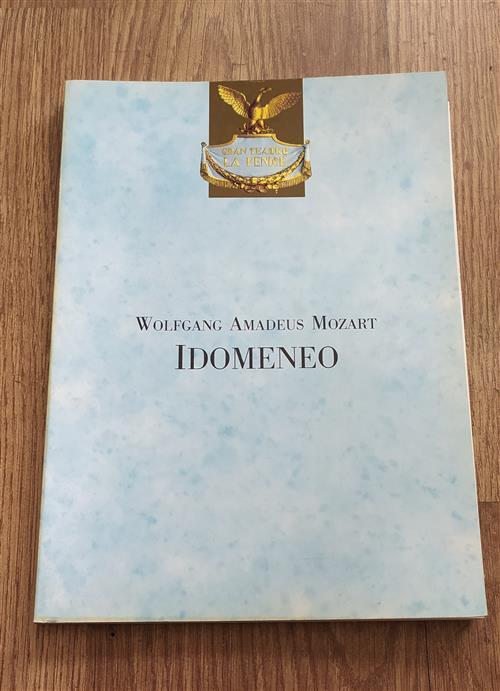 GRAN TEATRO
LA FENICE
WOLFGANG AMADEUS MOZART
IDOMENEO